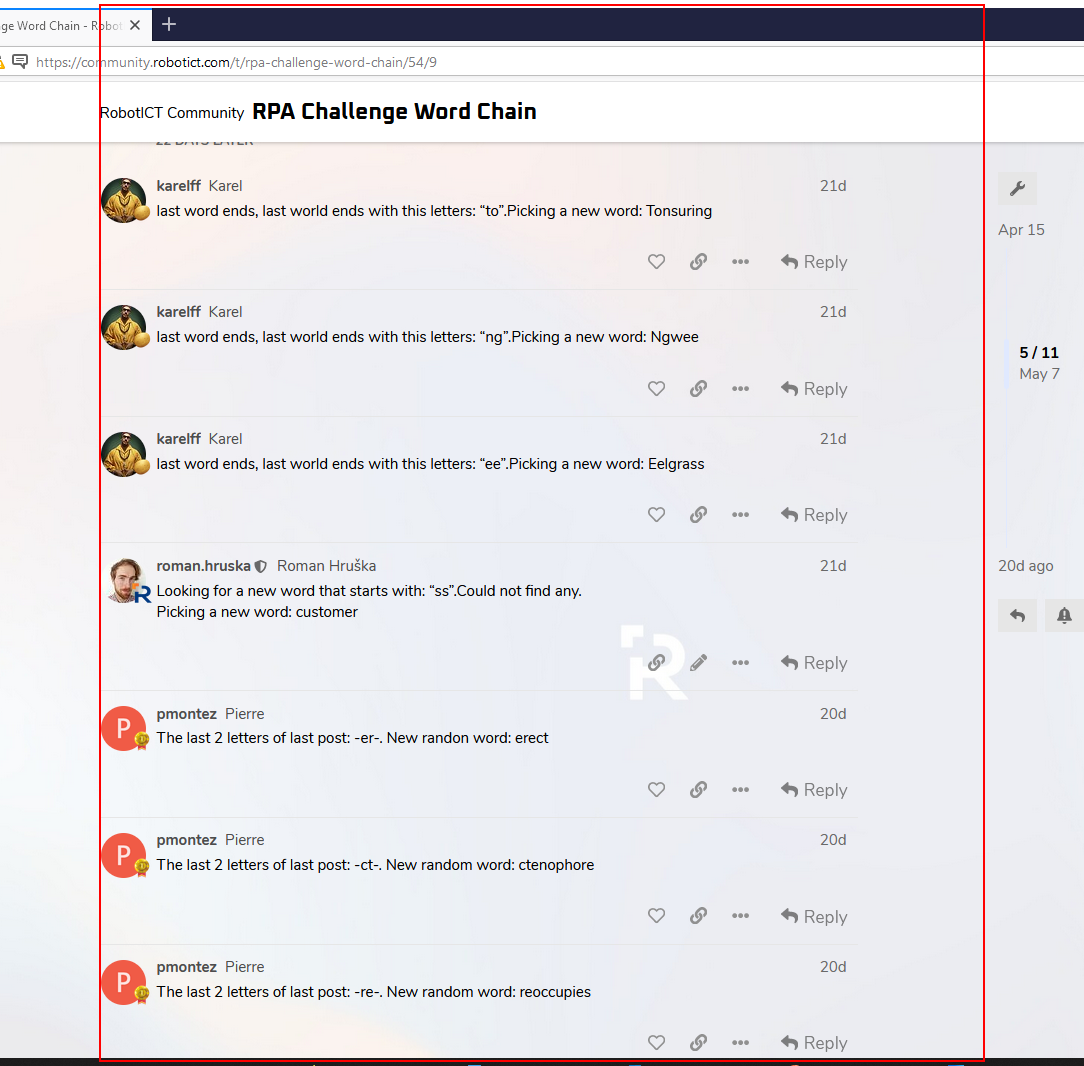 ge Word Chain - Robot
https://community.robotict.com/t/rpa-challenge-word-chain/54/9
RobotICT Community RPA Challenge Word Chain
22 DAYS LATER
karelff Karel 21d
last word ends, last world ends with this letters: “to”.Picking a new word: Tonsuring
Reply
karelff Karel 21d
last word ends, last world ends with this letters: “ng”.Picking a new word: Ngwee
Reply
karelff Karel 21d
last word ends, last world ends with this letters: “ee”.Picking a new word: Eelgrass
Reply
roman.hruska Roman Hruška 21d
Looking for a new word that starts with: “ss”.Could not find any.
Picking a new word: customer
Reply
R
pmontez Pierre 20d
P
The last 2 letters of last post: -er-. New randon word: erect
Reply
pmontez Pierre 20d
P
The last 2 letters of last post: -ct-. New random word: ctenophore
Reply
pmontez Pierre 20d
P
The last 2 letters of last post: -re-. New random word: reoccupies
Reply
Apr 15
5 / 11
May 7
20d ago